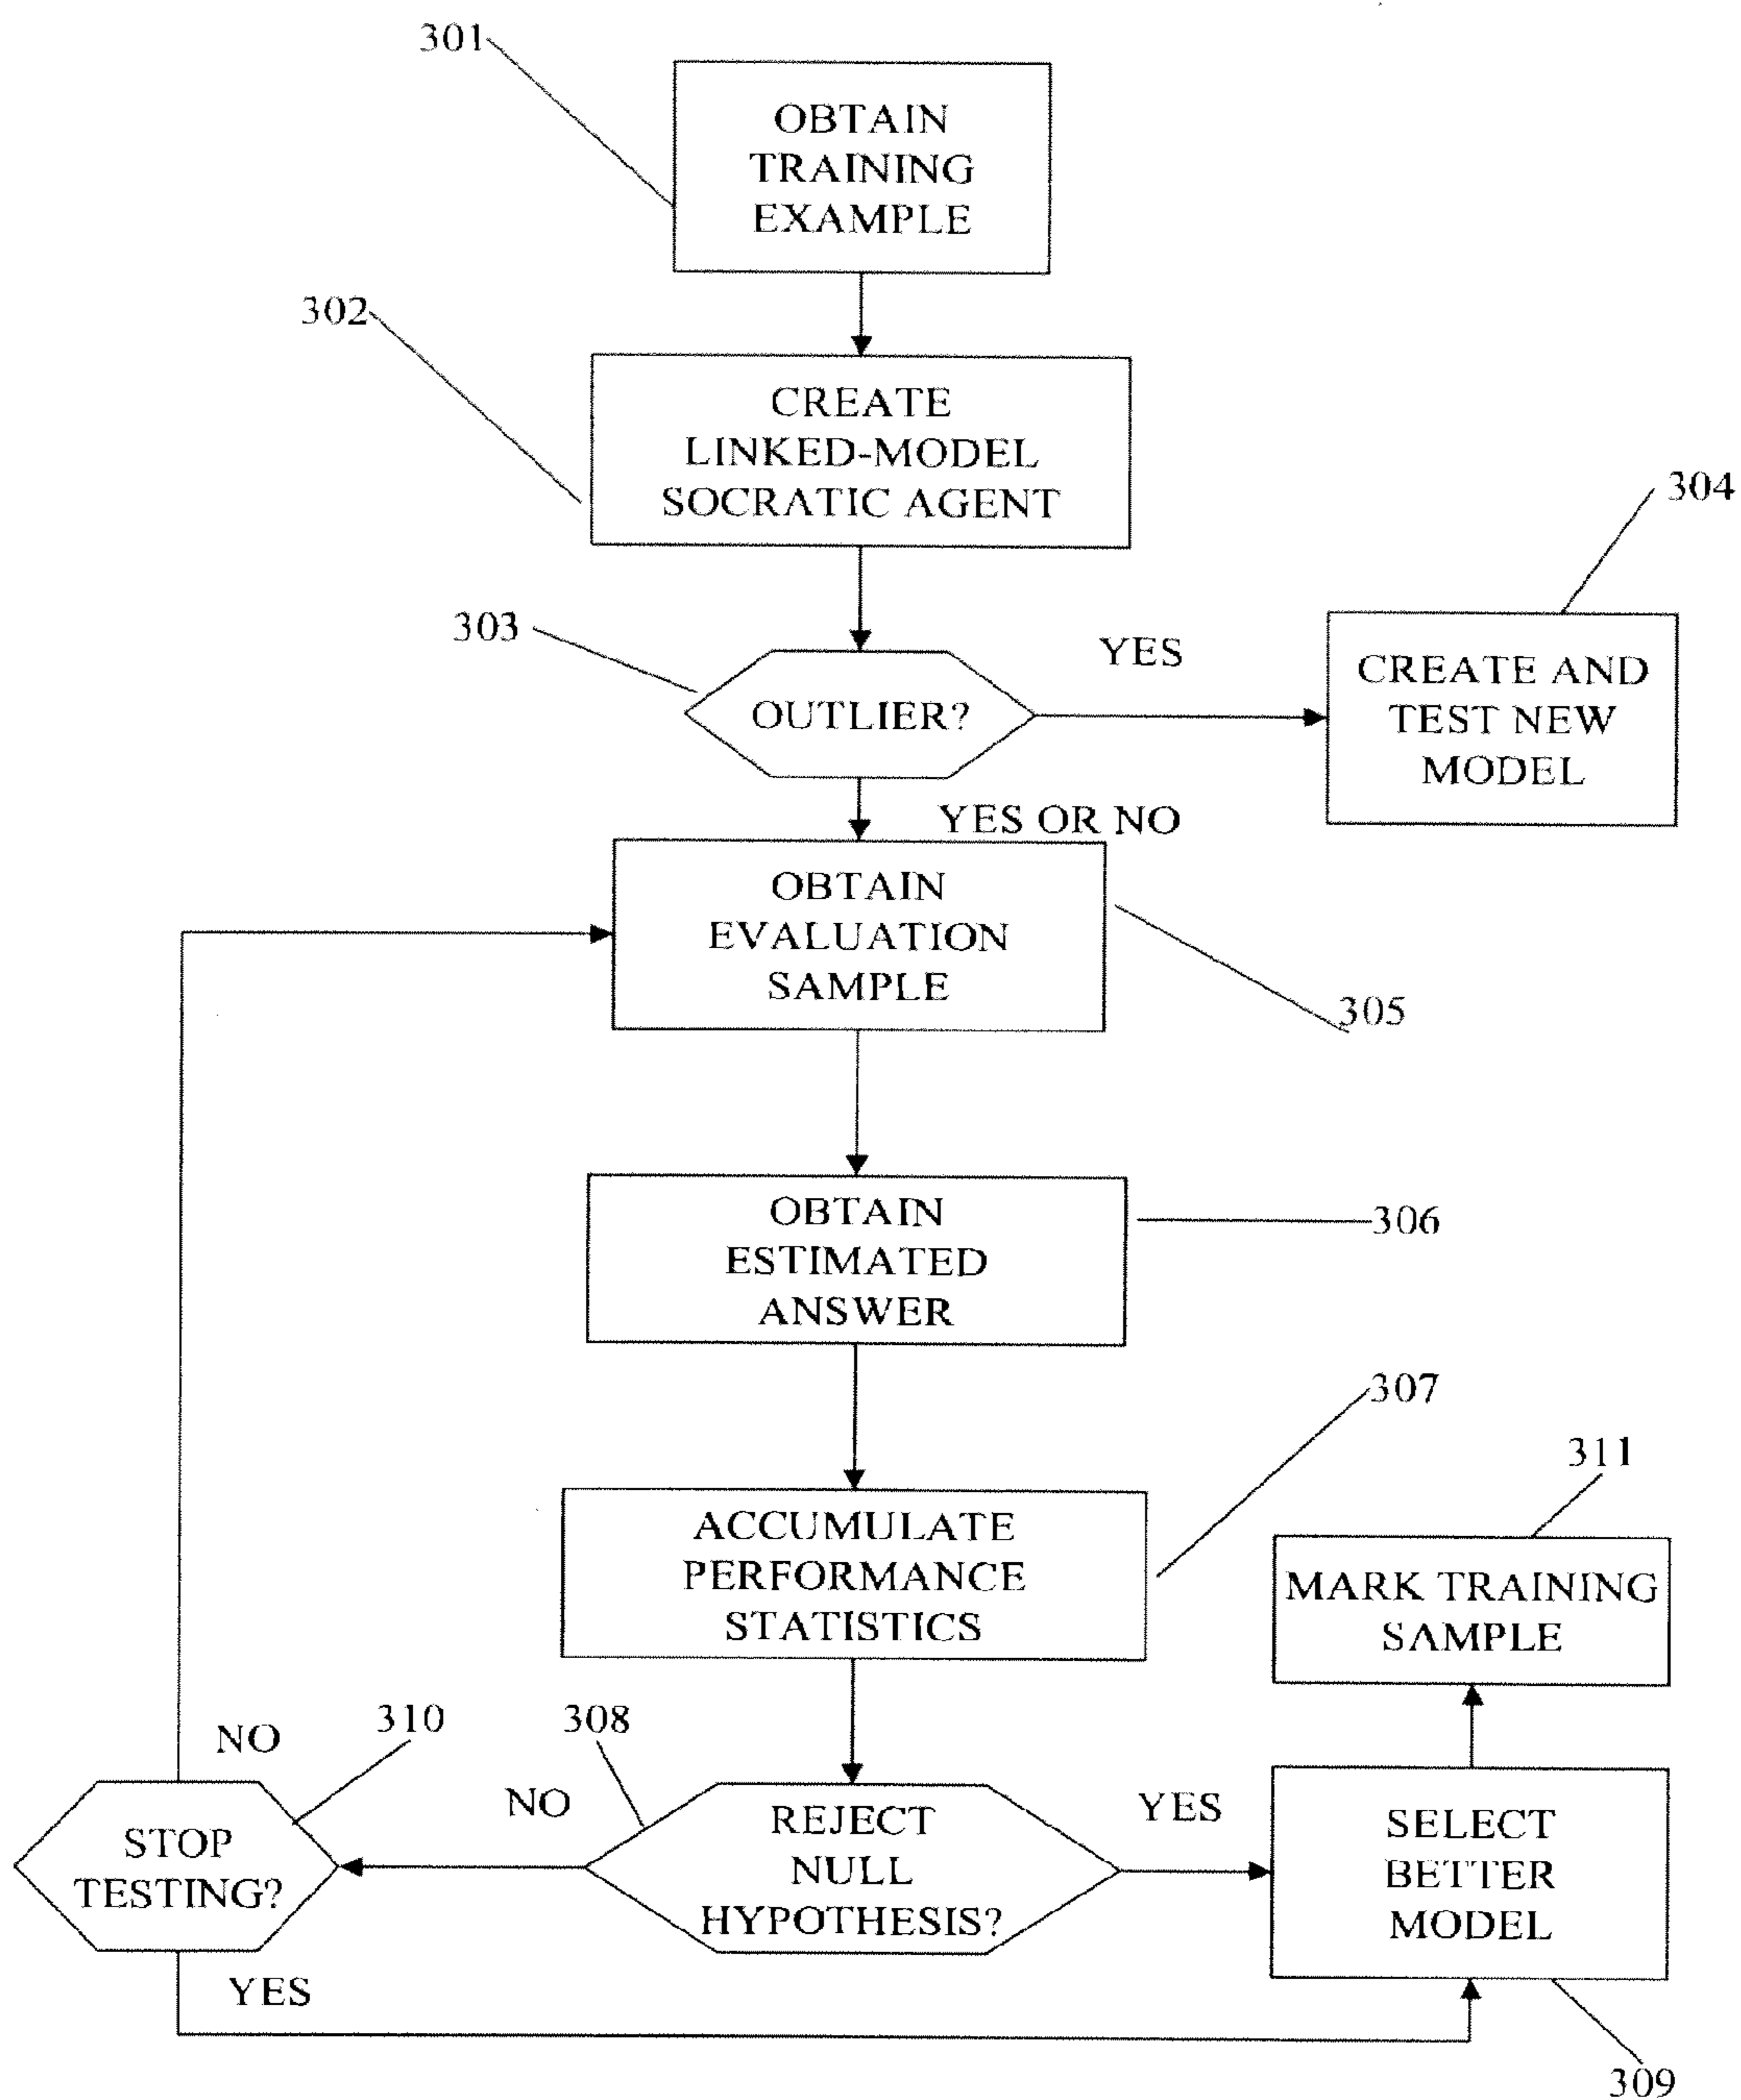 301
OBTAIN
TRAINING
EXAMPLE
302
CREATE
LINKED-MODEL
SOCRATIC AGENT
304
303
OUTLIER?
YES
CREATE AND
TEST NEW
MODEL
YES OR NO
OBTAIN
EVALUATION
SAMPLE
305
OBTAIN
ESTIMATED
ANSWER
306
307
ACCUMULATE
PERFORMANCE
STATISTICS
311
MARK TRAINING
SAMPLE
NO
310
308
STOP
TESTING?
NO
REJECT
NULL
HYPOTHESIS?
YES
SELECT
BETTER
MODEL
YES
309